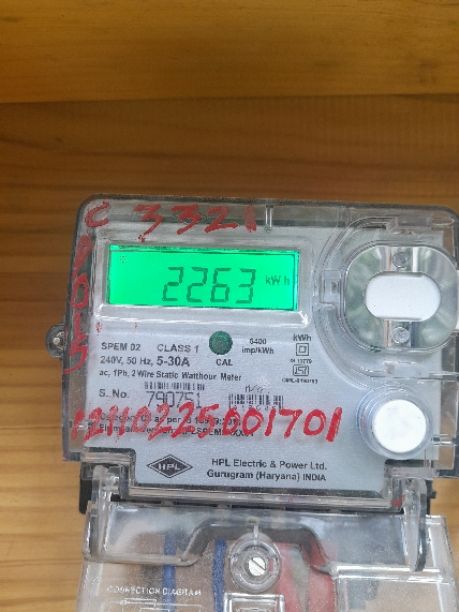 C 3321
2263 kWh
SPEM 02 CLASS 1
240V, 50 Hz, 5-30A
CAL
6400
imp/kWh
kWh
ac, 1Ph, 2 Wire Static Watthour Meter
S. No. 790751
12110225001701
HPL
HPL Electric & Power Ltd.
Gurugram (Haryana) INDIA
CONNECTION DIAGRAM